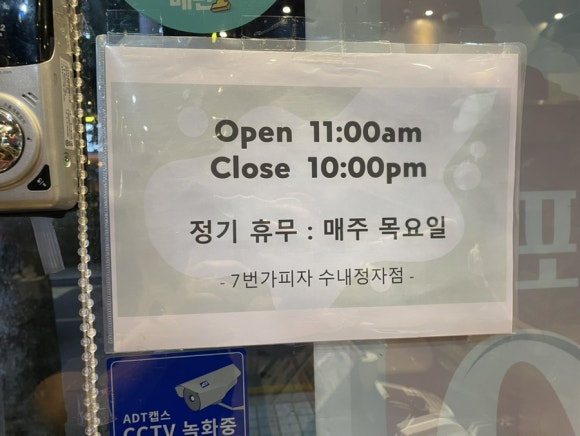 Open 11:00am
Close 10:00pm
정기 휴무 : 매주 목요일
- 7번가피자 수내정자점 -
ADT캡스
CCTV 녹화중